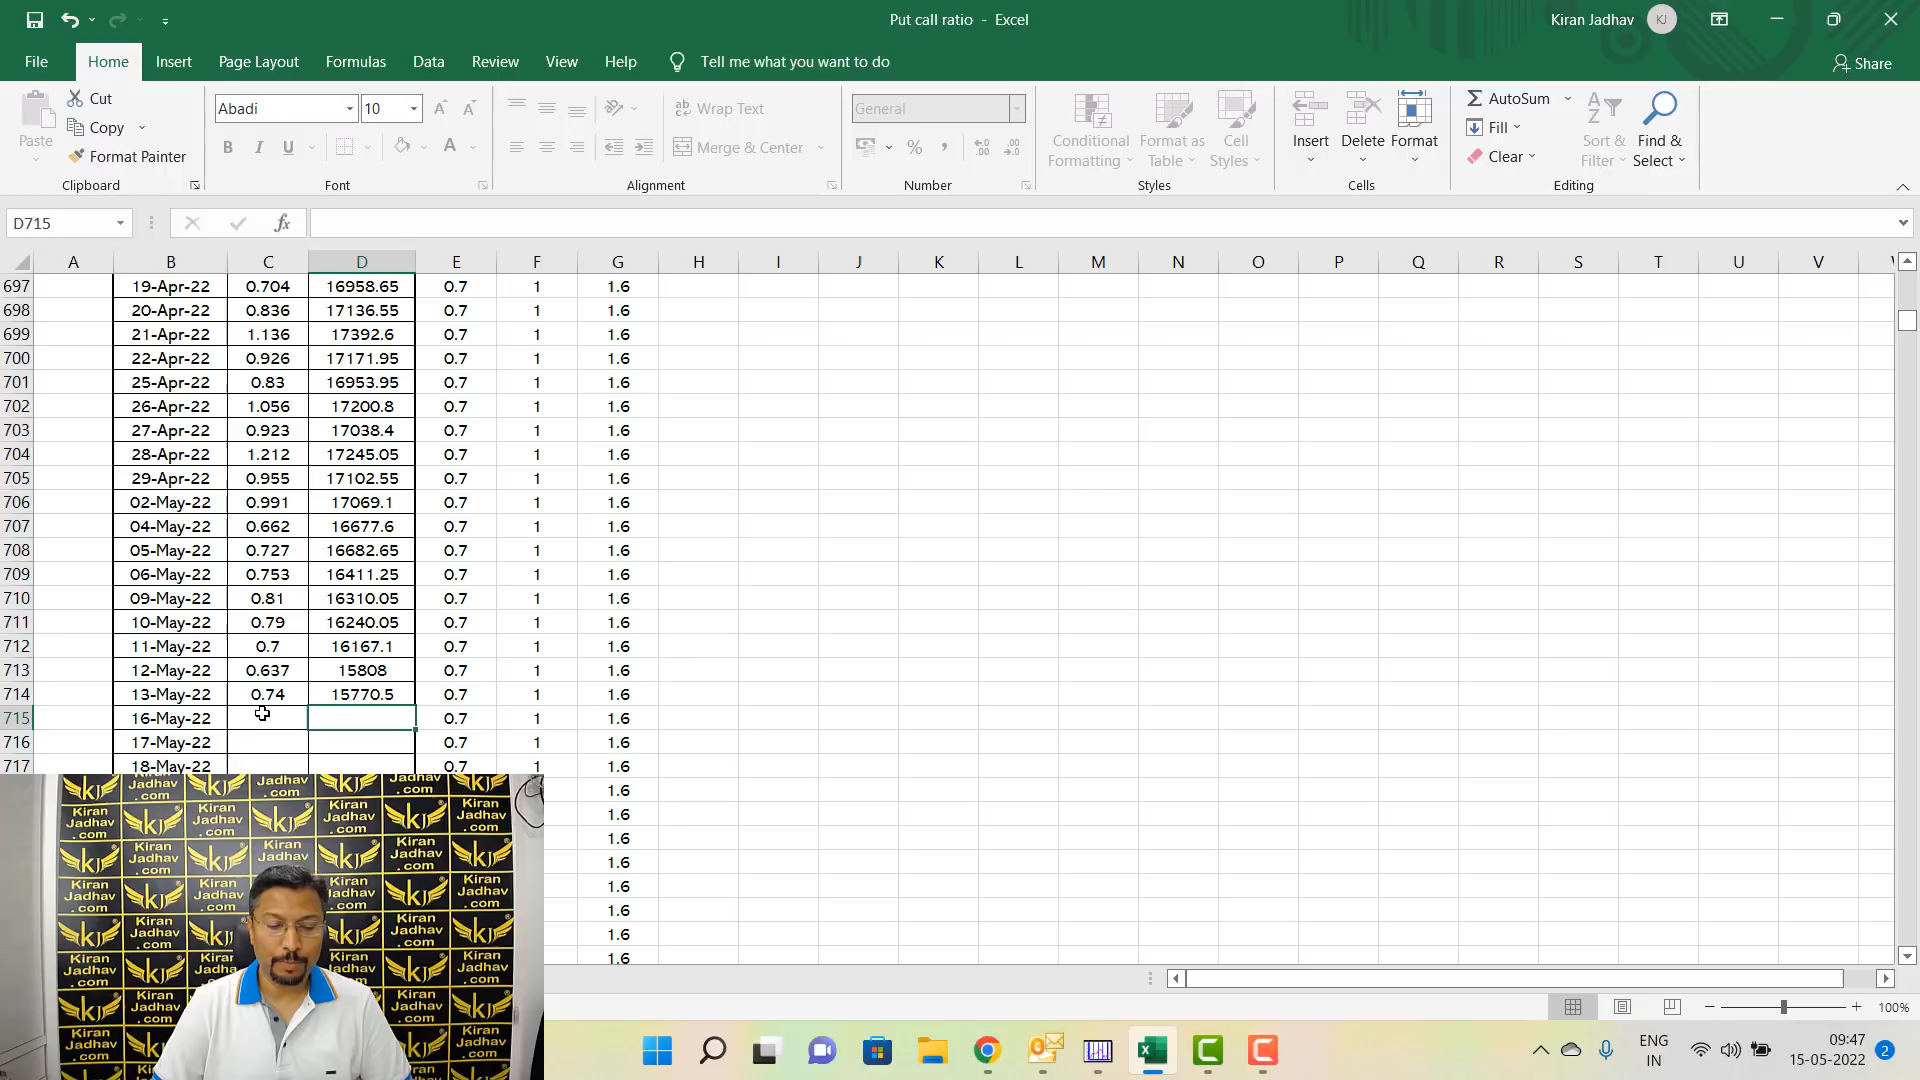 Put call ratio - Excel
Kiran Jadhav KJ
File Home Insert Page Layout Formulas Data Review View Help Tell me what you want to do Share
Paste Cut Copy Format Painter
Abadi 10
B I U A
ab Wrap Text
Merge & Center
General
% ,
Conditional Formatting
Format as Table
Cell Styles
Insert Delete Format
AutoSum Fill Clear
Sort & Filter
Find & Select
Clipboard Font Alignment Number Styles Cells Editing
D715 fx
A B C D E F G H I J K L M N O P Q R S T U V
697 19-Apr-22 0.704 16958.65 0.7 1 1.6
698 20-Apr-22 0.836 17136.55 0.7 1 1.6
699 21-Apr-22 1.136 17392.6 0.7 1 1.6
700 22-Apr-22 0.926 17171.95 0.7 1 1.6
701 25-Apr-22 0.83 16953.95 0.7 1 1.6
702 26-Apr-22 1.056 17200.8 0.7 1 1.6
703 27-Apr-22 0.923 17038.4 0.7 1 1.6
704 28-Apr-22 1.212 17245.05 0.7 1 1.6
705 29-Apr-22 0.955 17102.55 0.7 1 1.6
706 02-May-22 0.991 17069.1 0.7 1 1.6
707 04-May-22 0.662 16677.6 0.7 1 1.6
708 05-May-22 0.727 16682.65 0.7 1 1.6
709 06-May-22 0.753 16411.25 0.7 1 1.6
710 09-May-22 0.81 16310.05 0.7 1 1.6
711 10-May-22 0.79 16240.05 0.7 1 1.6
712 11-May-22 0.7 16167.1 0.7 1 1.6
713 12-May-22 0.637 15808 0.7 1 1.6
714 13-May-22 0.74 15770.5 0.7 1 1.6
715 16-May-22 0.7 1 1.6
716 17-May-22 0.7 1 1.6
717 18-May-22 0.7 1 1.6
1.6
1.6
1.6
1.6
1.6
1.6
1.6
1.6
Kiran Jadhav .com
KJ
100%
ENG IN
09:47
15-05-2022
2